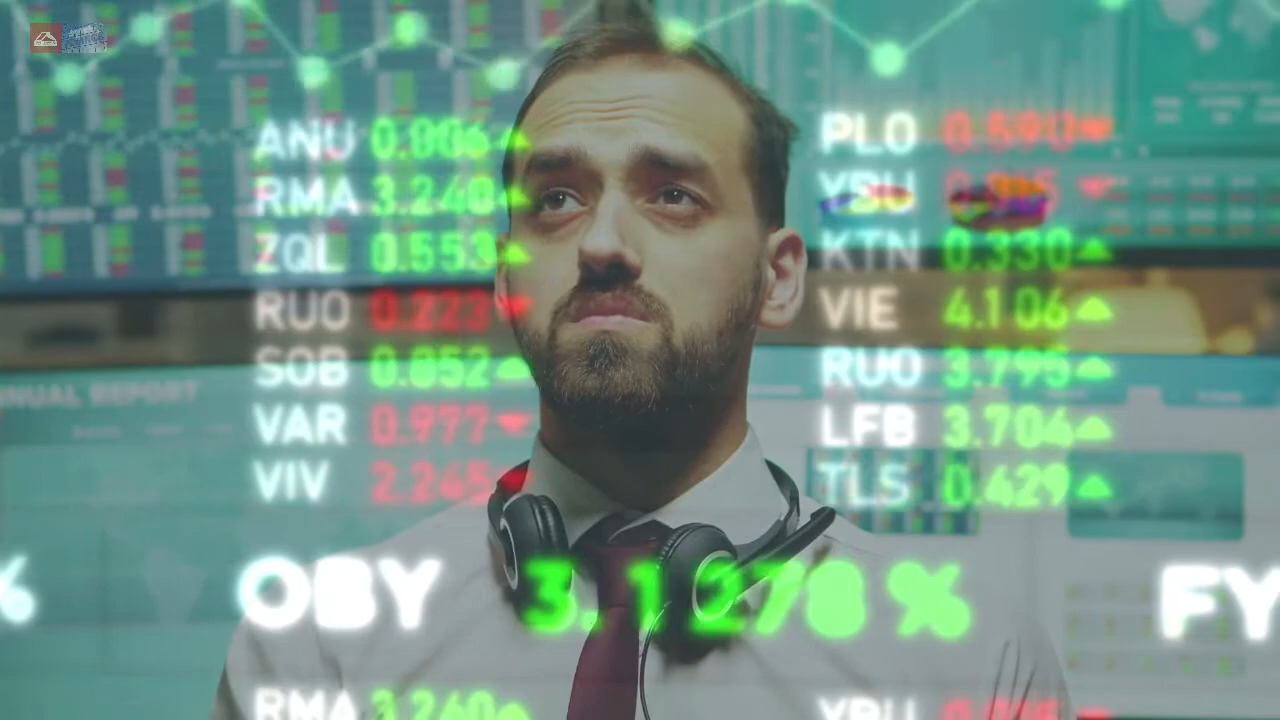 ANU 0.006
RMA 3.240
ZQL 0.553
RUO 0.223
SOB 0.852
VAR 0.977
VIV 2.245
PLO 0.590
KTN 0.330
VIE 4.106
RUO 3.795
LFB 3.704
TLS 0.429
ANNUAL REPORT
% OBY 3.1278% FY
RMA 3.240